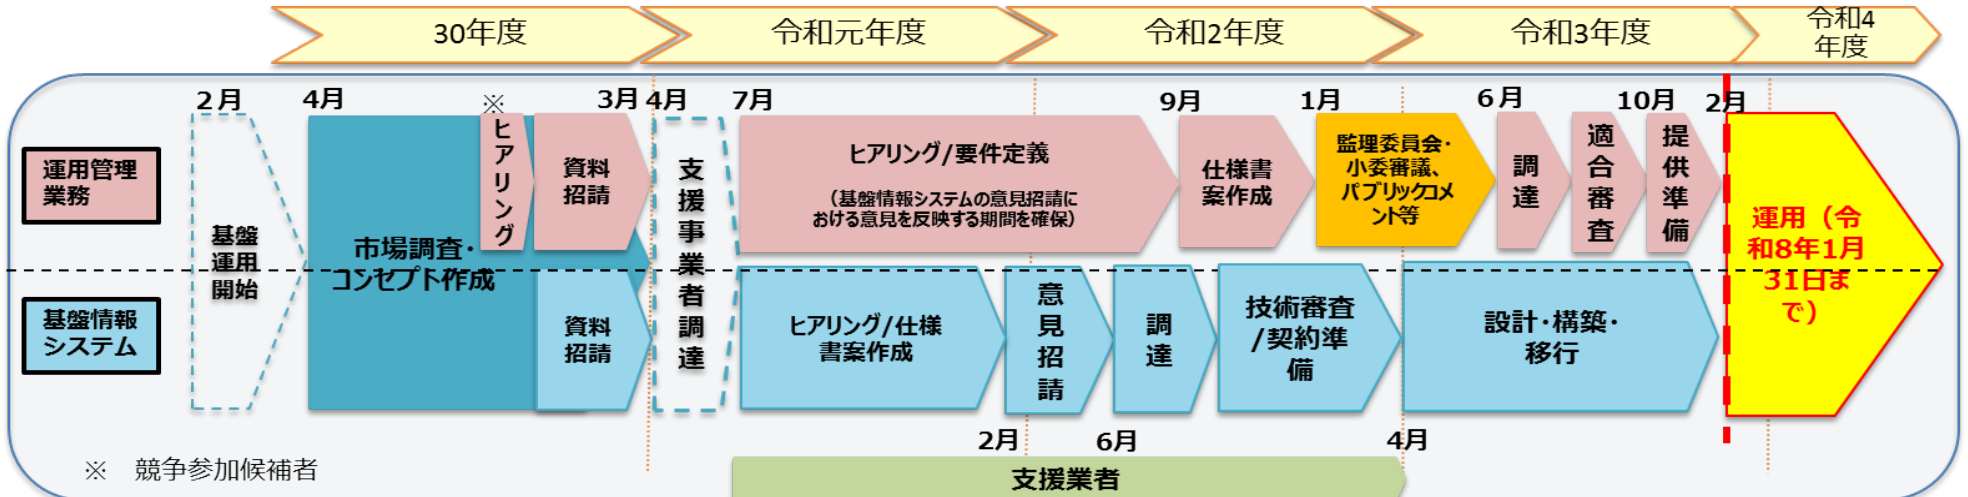 30年度
令和元年度
令和2年度
令和3年度
令和4
年度
2月
4月
※
3月
4月
7月
9月
1月
6月
10月
2月
運用管理
業務
基盤
運用
開始
市場調査・
コンセプト作成
ヒアリング
資料
招請
支援事業者調達
ヒアリング/要件定義
(基盤情報システムの意見招請に
おける意見を反映する期間を確保)
仕様書
案作成
監理委員会・
小委審議、
パブリックコメ
ント等
調達
適合審査
提供準備
運用（令
和8年1月
31日ま
で）
基盤情報
システム
資料
招請
ヒアリング/仕様
書案作成
意見招請
調達
技術審査
/契約準
備
設計・構築・
移行
2月
6月
4月
※　競争参加候補者
支援業者